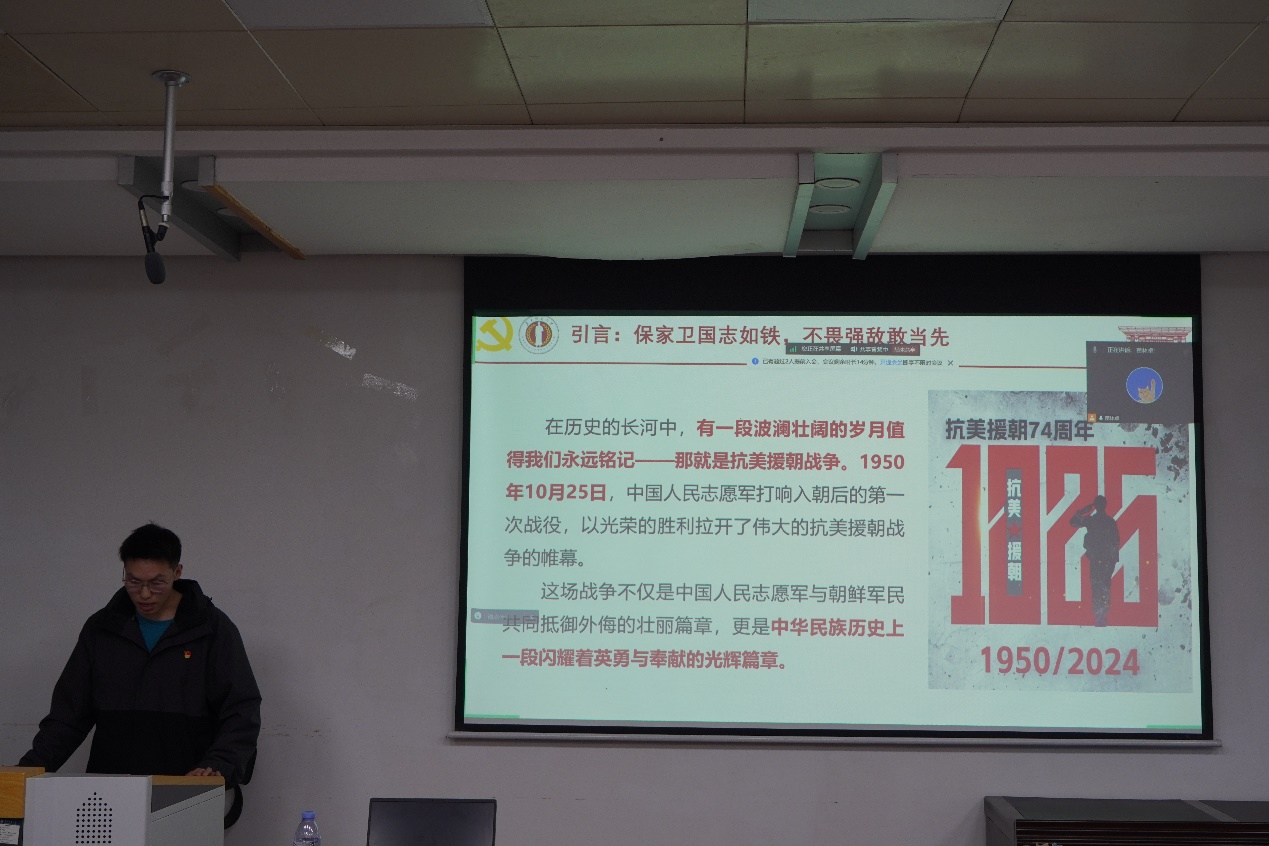 引言：保家卫国志如铁，不畏强敌敢当先
在历史的长河中，有一段波澜壮阔的岁月值
得我们永远铭记——那就是抗美援朝战争。1950
年10月25日，中国人民志愿军打响入朝后的第一
次战役，以光荣的胜利拉开了伟大的抗美援朝战
争的帷幕。
这场战争不仅是中国人民志愿军与朝鲜军民
共同抵御外侮的壮丽篇章，更是中华民族历史上
一段闪耀着英勇与奉献的光辉篇章。
抗美援朝74周年
1025
抗美
援朝
1950/2024